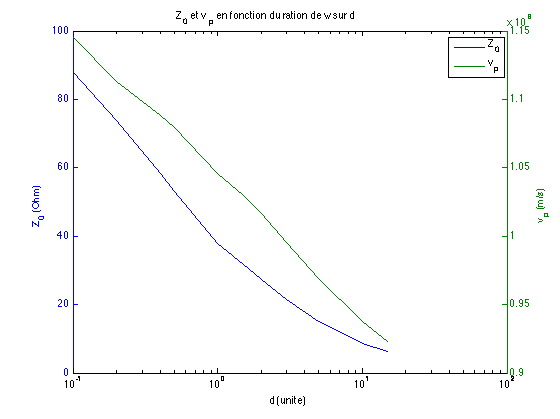 Z0 et vp en fonction du ration de w sur d
x 10^8
100
80
60
40
20
0
Z0 (Ohm)
1.15
1.1
1.05
1
0.95
0.9
vp (m/s)
Z0
vp
10^-1
10^0
10^1
10^2
d (unite)